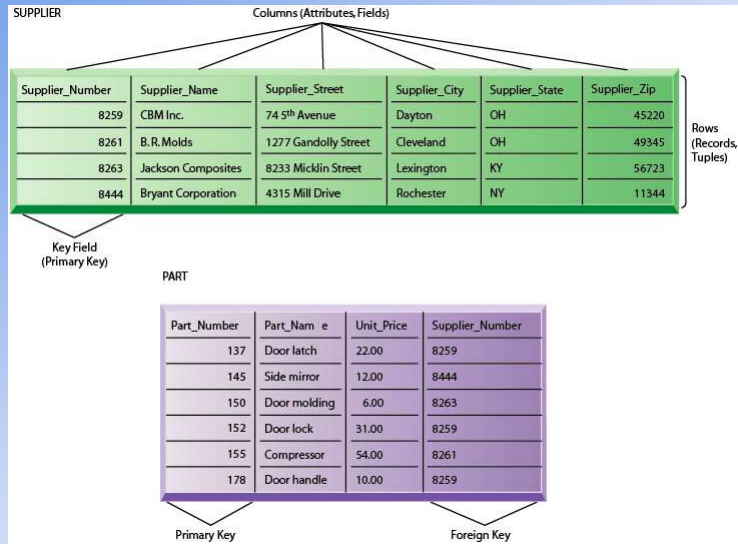 SUPPLIER
Columns (Attributes, Fields)
Supplier_Number Supplier_Name Supplier_Street Supplier_City Supplier_State Supplier_Zip
8259 CBM Inc. 74 5th Avenue Dayton OH 45220
8261 B. R. Molds 1277 Gandolly Street Cleveland OH 49345
8263 Jackson Composites 8233 Micklin Street Lexington KY 56723
8444 Bryant Corporation 4315 Mill Drive Rochester NY 11344
Rows
(Records,
Tuples)
Key Field
(Primary Key)
PART
Part_Number Part_Nam e Unit_Price Supplier_Number
137 Door latch 22.00 8259
145 Side mirror 12.00 8444
150 Door molding 6.00 8263
152 Door lock 31.00 8259
155 Compressor 54.00 8261
178 Door handle 10.00 8259
Primary Key
Foreign Key